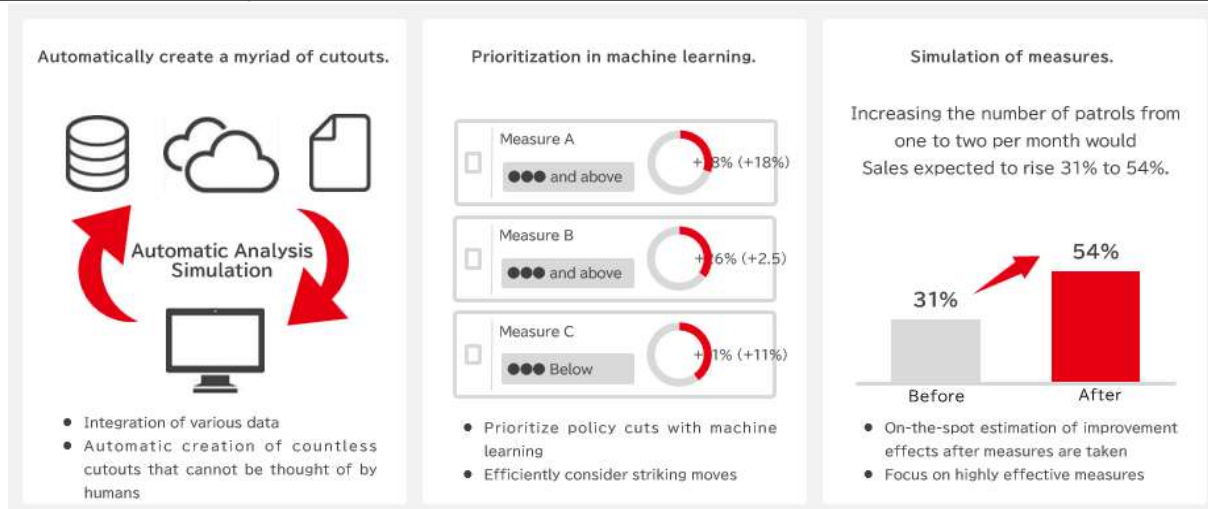 Automatically create a myriad of cutouts.
Automatic Analysis
Simulation
● Integration of various data
● Automatic creation of countless
cutouts that cannot be thought of by
humans
Prioritization in machine learning.
Measure A
●●● and above
(+18%)
Measure B
●●● and above
(+2.5)
Measure C
●●● Below
(+11%)
● Prioritize policy cuts with machine
learning
● Efficiently consider striking moves
Simulation of measures.
Increasing the number of patrols from
one to two per month would
Sales expected to rise 31% to 54%.
54%
31%
Before
After
● On-the-spot estimation of improvement
effects after measures are taken
● Focus on highly effective measures